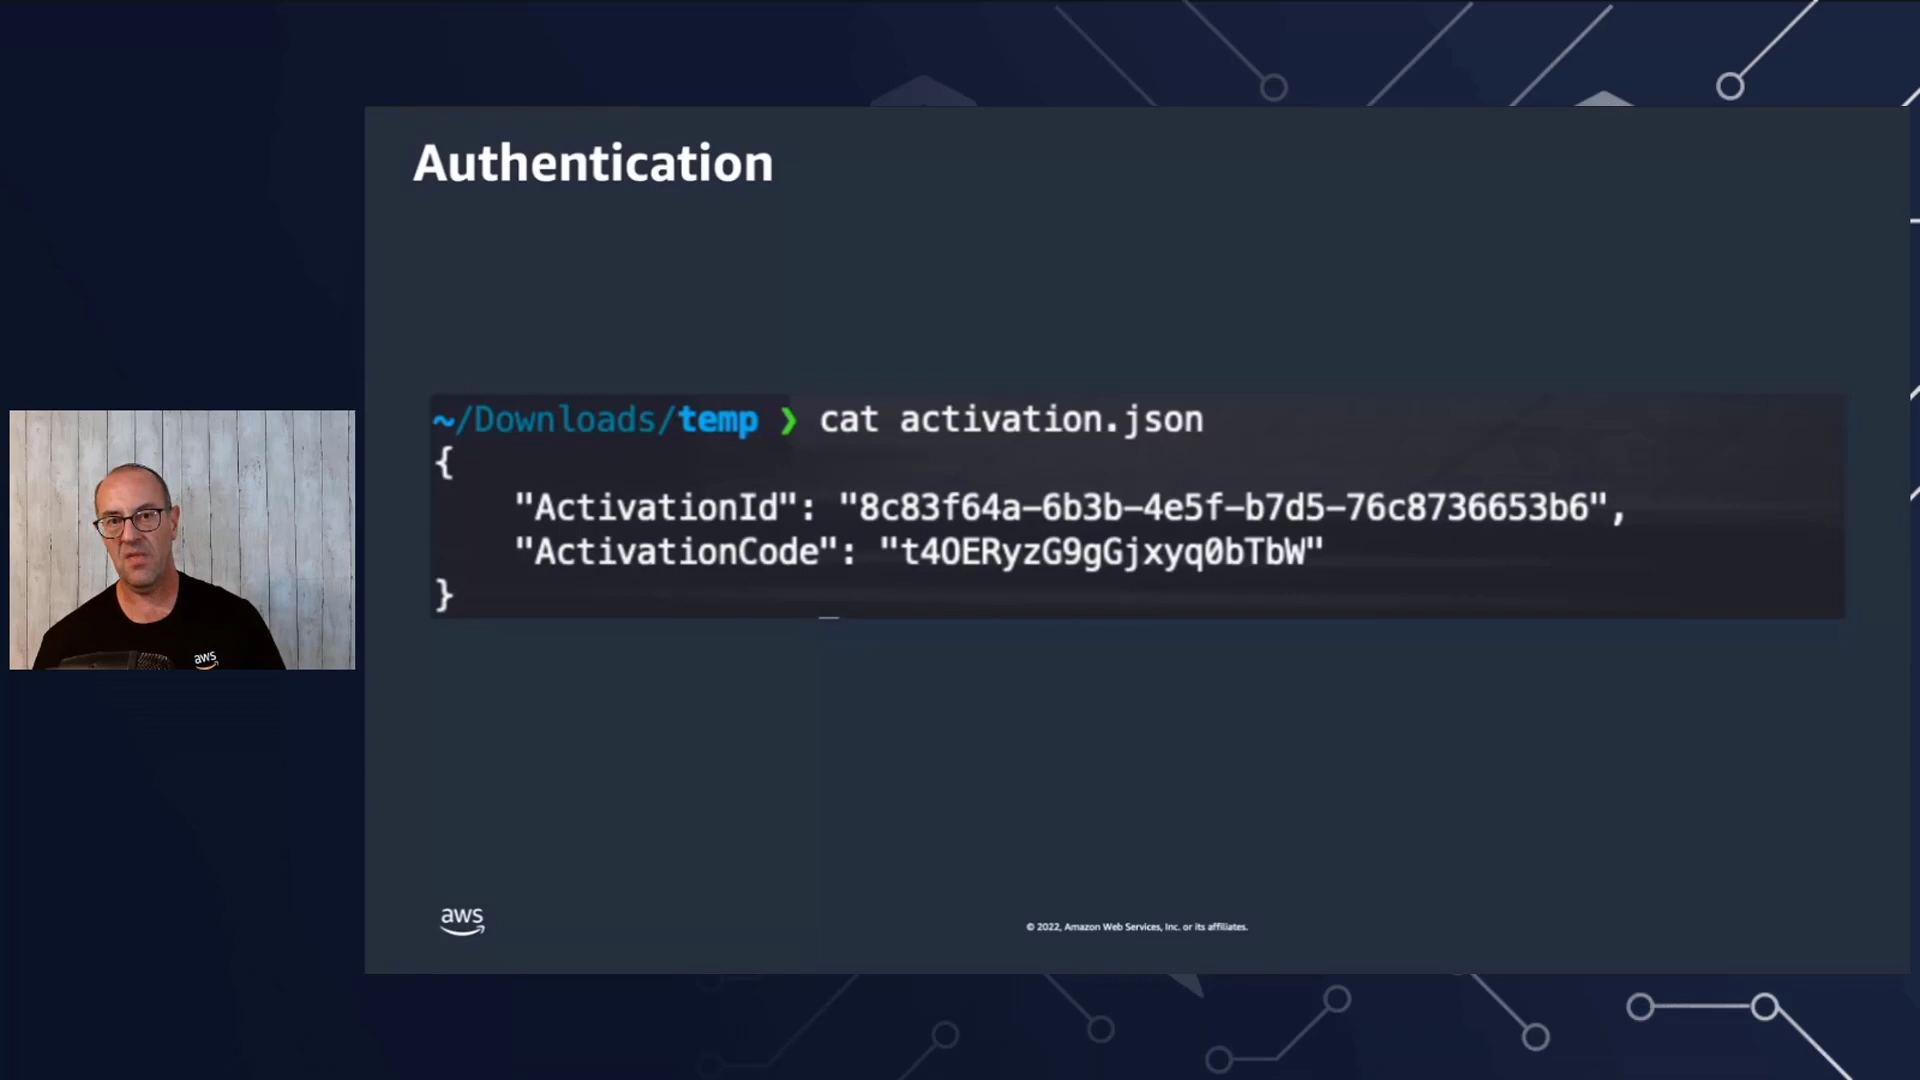 Authentication
~/Downloads/temp ❯ cat activation.json
{
"ActivationId": "8c83f64a-6b3b-4e5f-b7d5-76c8736653b6",
"ActivationCode": "t4OERyzG9gGjxyq0bTbW"
}
aws
aws
© 2022, Amazon Web Services, Inc. or its affiliates.